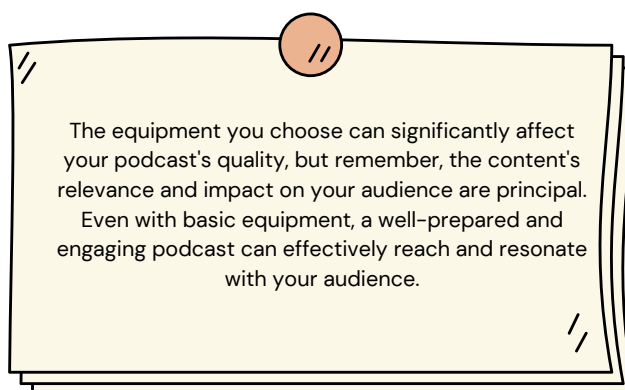 The equipment you choose can significantly affect
your podcast's quality, but remember, the content's
relevance and impact on your audience are principal.
Even with basic equipment, a well-prepared and
engaging podcast can effectively reach and resonate
with your audience.